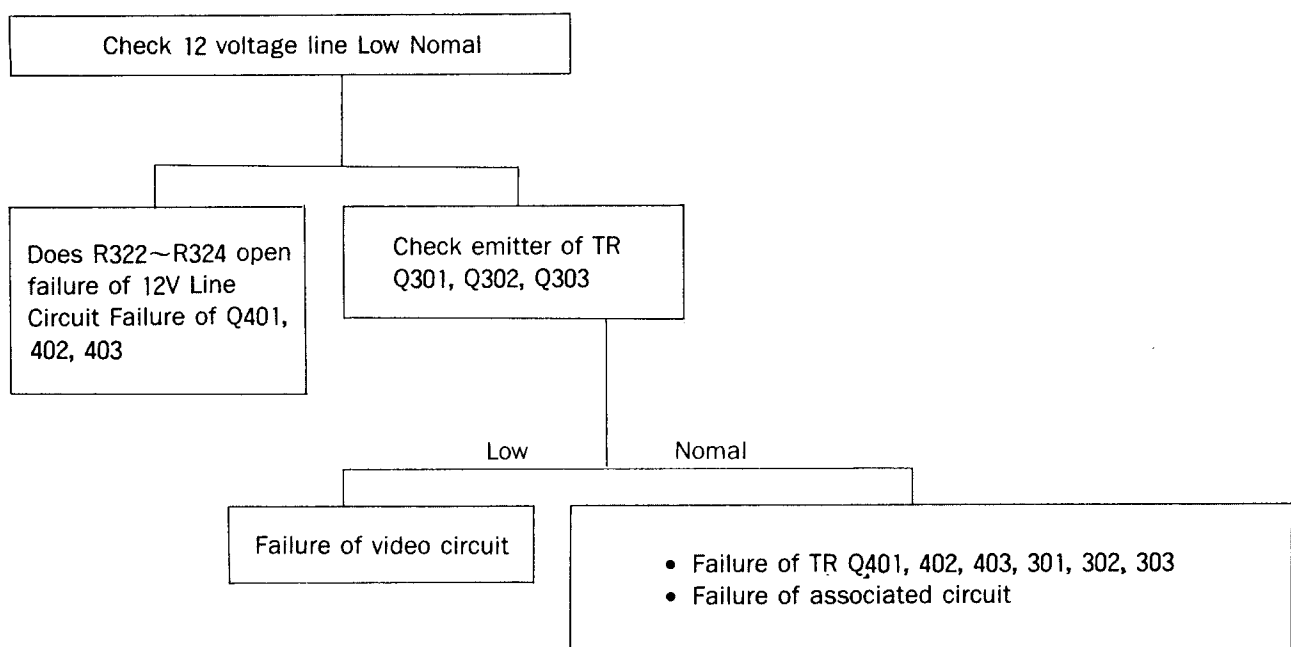 Check 12 voltage line Low Nomal
Does R322~R324 open
failure of 12V Line
Circuit Failure of Q401,
402, 403
Check emitter of TR
Q301, Q302, Q303
Low
Nomal
Failure of video circuit
• Failure of TR Q401, 402, 403, 301, 302, 303
• Failure of associated circuit